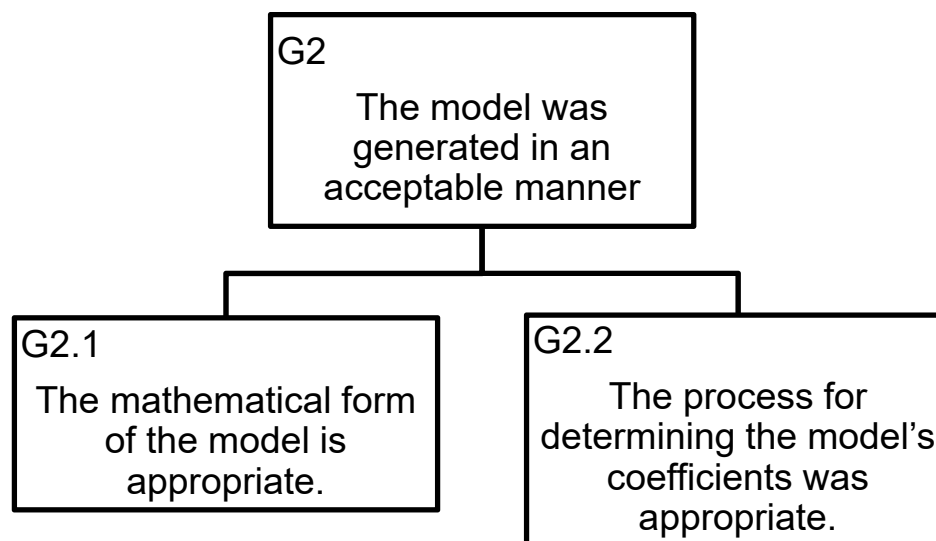 G2
The model was
generated in an
acceptable manner
G2.1
The mathematical form
of the model is
appropriate.
G2.2
The process for
determining the model’s
coefficients was
appropriate.